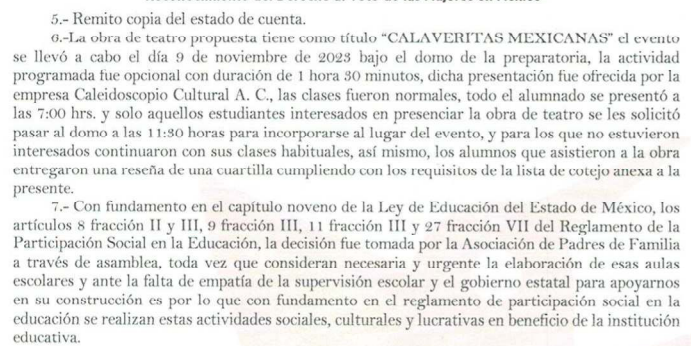 5.- Remito copia del estado de cuenta.
6.-La obra de teatro propuesta tiene como título “CALAVERITAS MEXICANAS” el evento
se llevó a cabo el día 9 de noviembre de 2023 bajo el domo de la preparatoria, la actividad
programada fue opcional con duración de 1 hora 30 minutos, dicha presentación fue ofrecida por la
empresa Caleidoscopio Cultural A. C., las clases fueron normales, todo el alumnado se presentó a
las 7:00 hrs. y solo aquellos estudiantes interesados en presenciar la obra de teatro se les solicitó
pasar al domo a las 11:30 horas para incorporarse al lugar del evento, y para los que no estuvieron
interesados continuaron con sus clases habituales, así mismo, los alumnos que asistieron a la obra
entregaron una reseña de una cuartilla cumpliendo con los requisitos de la lista de cotejo anexa a la
presente.
7.- Con fundamento en el capítulo noveno de la Ley de Educación del Estado de México, los
artículos 8 fracción II y III, 9 fracción III, 11 fracción III y 27 fracción VII del Reglamento de la
Participación Social en la Educación, la decisión fue tomada por la Asociación de Padres de Familia
a través de asamblea, toda vez que consideran necesaria y urgente la elaboración de esas aulas
escolares y ante la falta de empatía de la supervisión escolar y el gobierno estatal para apoyarnos
en su construcción es por lo que con fundamento en el reglamento de participación social en la
educación se realizan estas actividades sociales, culturales y lucrativas en beneficio de la institución
educativa.